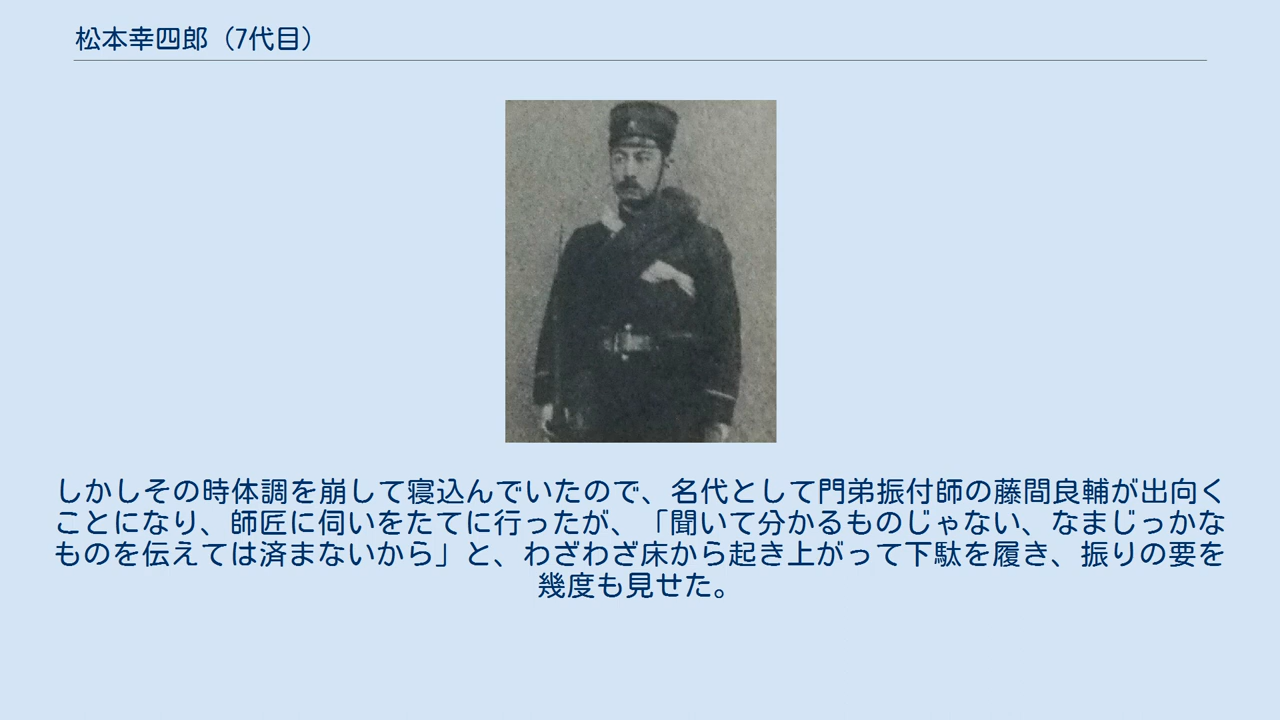 松本幸四郎（7代目）
しかしその時体調を崩して寝込んでいたので、名代として門弟振付師の藤間良輔が出向く
ことになり、師匠に伺いをたてに行ったが、「聞いて分かるものじゃない、なまじっかな
ものを伝えては済まないから」と、わざわざ床から起き上がって下駄を履き、振りの要を
幾度も見せた。